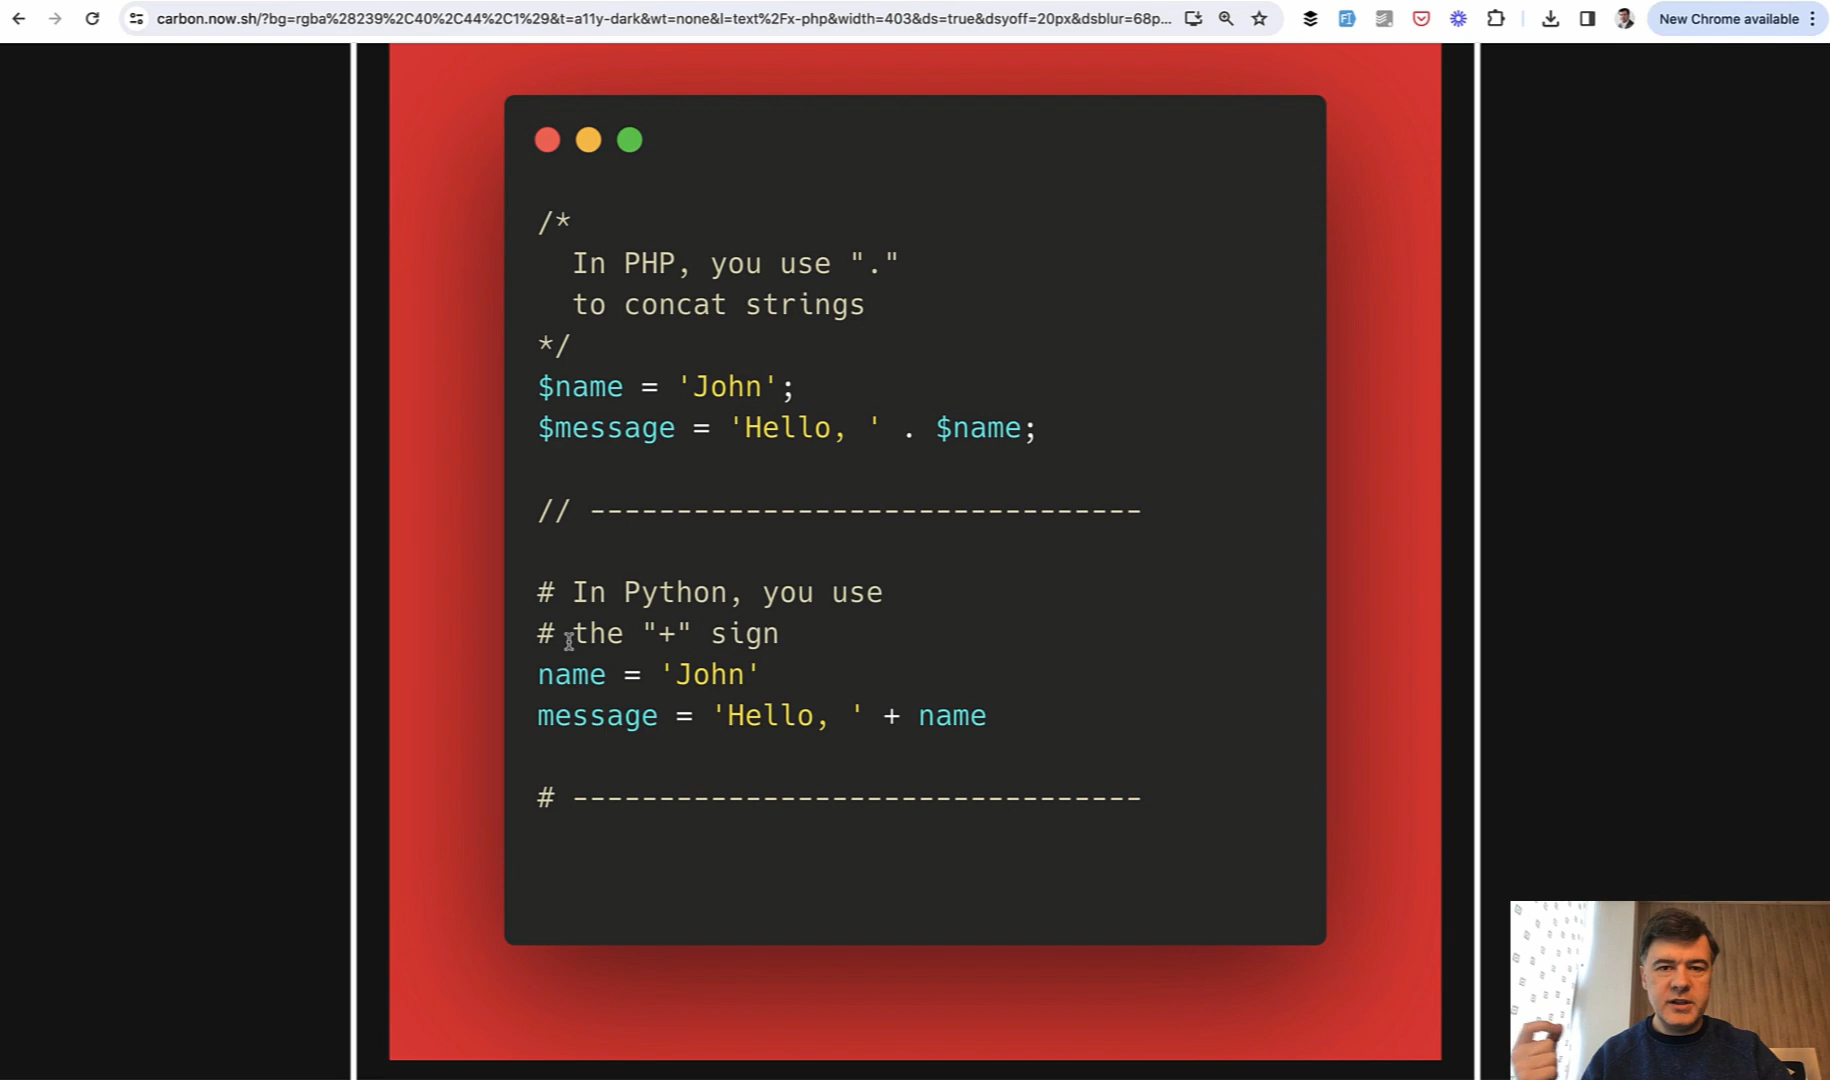 carbon.now.sh/?bg=rgba%28239%2C40%2C44%2C1%29&t=a11y-dark&wt=none&l=text%2Fx-php&width=403&ds=true&dsyoff=20px&dsblur=68p...
New Chrome available
/*
In PHP, you use "."
to concat strings
*/
$name = 'John';
$message = 'Hello, ' . $name;
// --------------------------------
# In Python, you use
# the "+" sign
name = 'John'
message = 'Hello, ' + name
# ---------------------------------